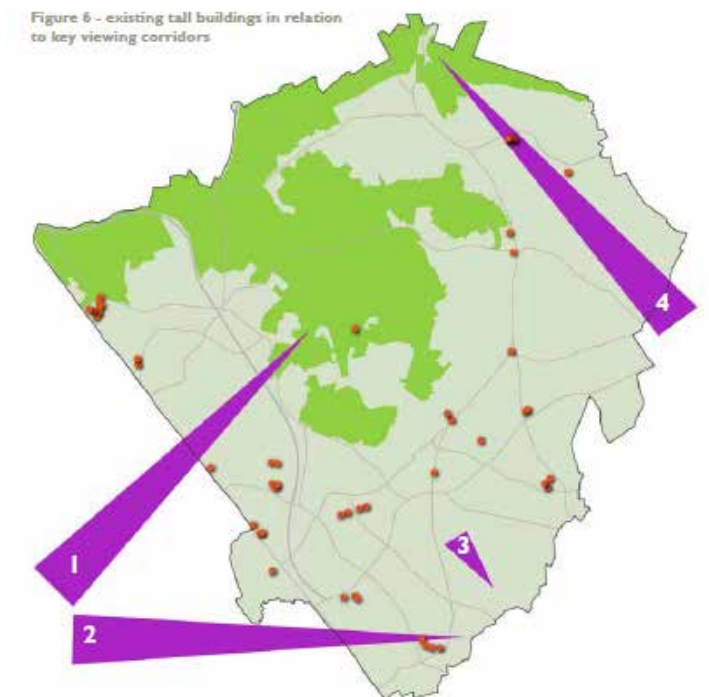 Figure 6 - existing tall buildings in relation
to key viewing corridors
4
3
1
2